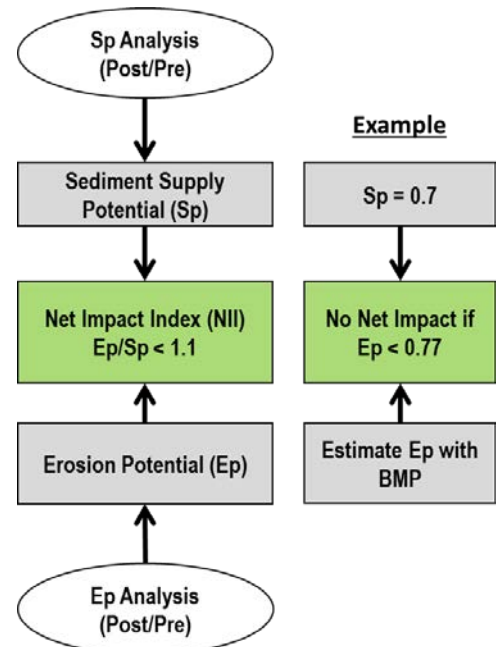 Sp Analysis
(Post/Pre)
Example
Sediment Supply
Potential (Sp)
Sp = 0.7
Net Impact Index (NII)
Ep/Sp < 1.1
No Net Impact if
Ep < 0.77
Erosion Potential (Ep)
Estimate Ep with
BMP
Ep Analysis
(Post/Pre)